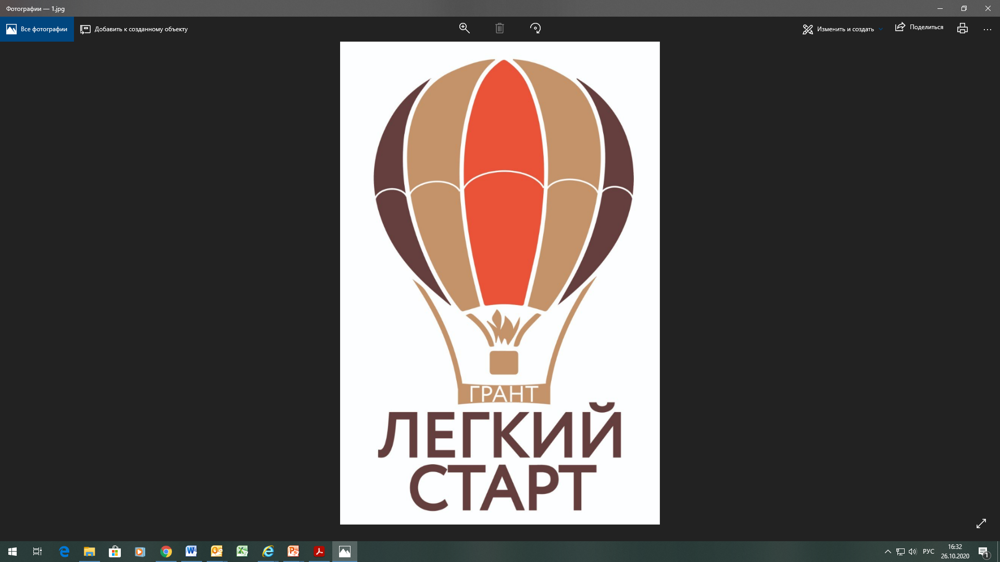 Фотографии — 1.jpg
Все фотографии
Добавить к созданному объекту
Изменить и создать
Поделиться
ГРАНТ
ЛЕГКИЙ
СТАРТ
РУС
16:32
26.10.2020
1